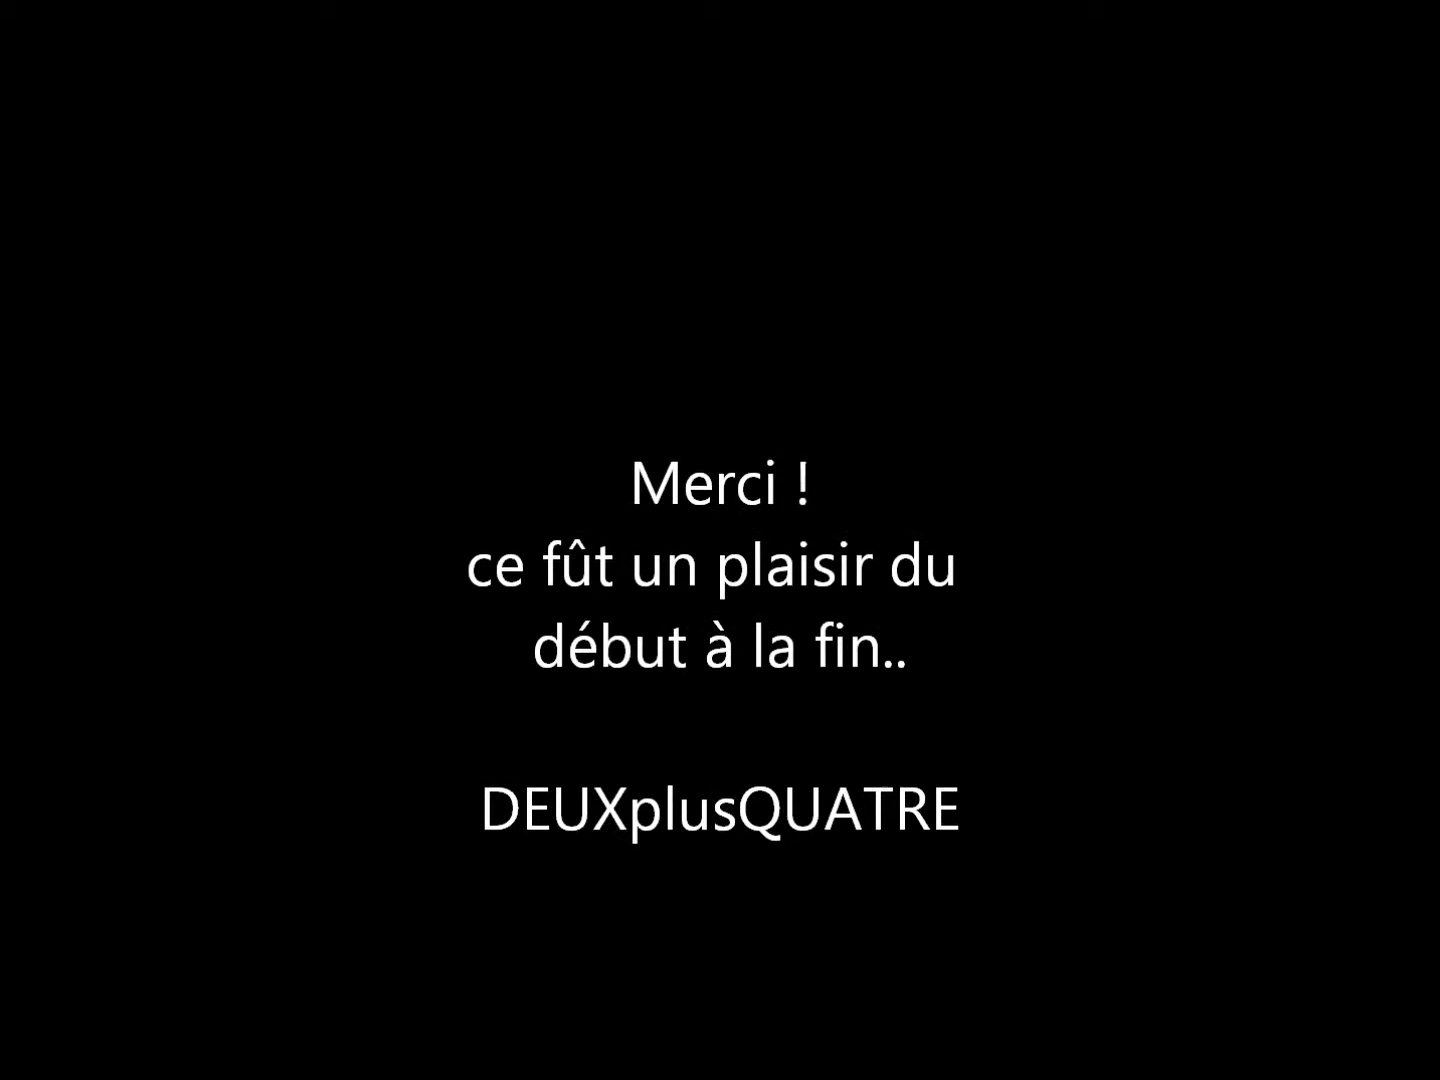 Merci !
ce fût un plaisir du
début à la fin..
DEUXplusQUATRE